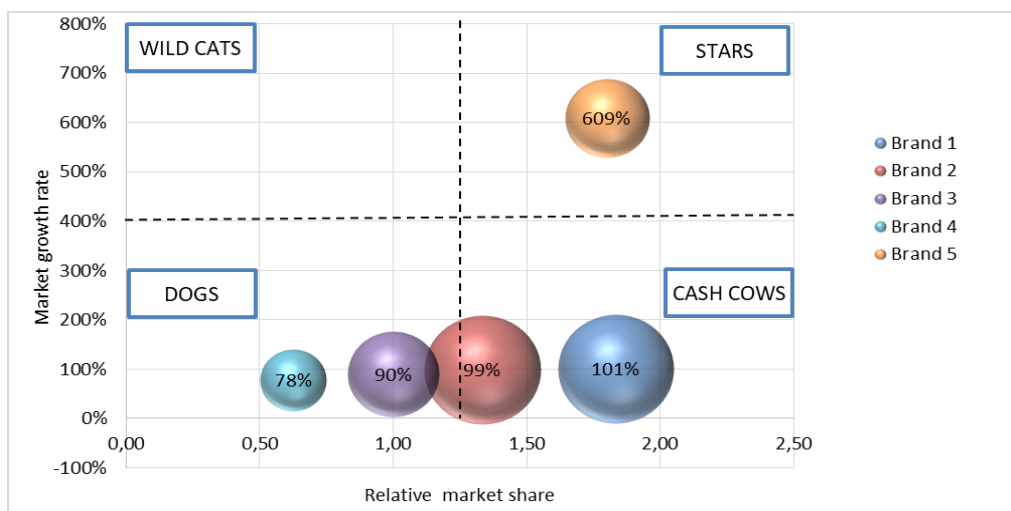 800%
WILD CATS
STARS
700%
609%
600%
500%
400%
300%
200%
100%
0%
-100%
Market growth rate
DOGS
CASH COWS
78%
90%
99%
101%
0,00
0,50
1,00
1,50
2,00
2,50
Relative market share
Brand 1
Brand 2
Brand 3
Brand 4
Brand 5